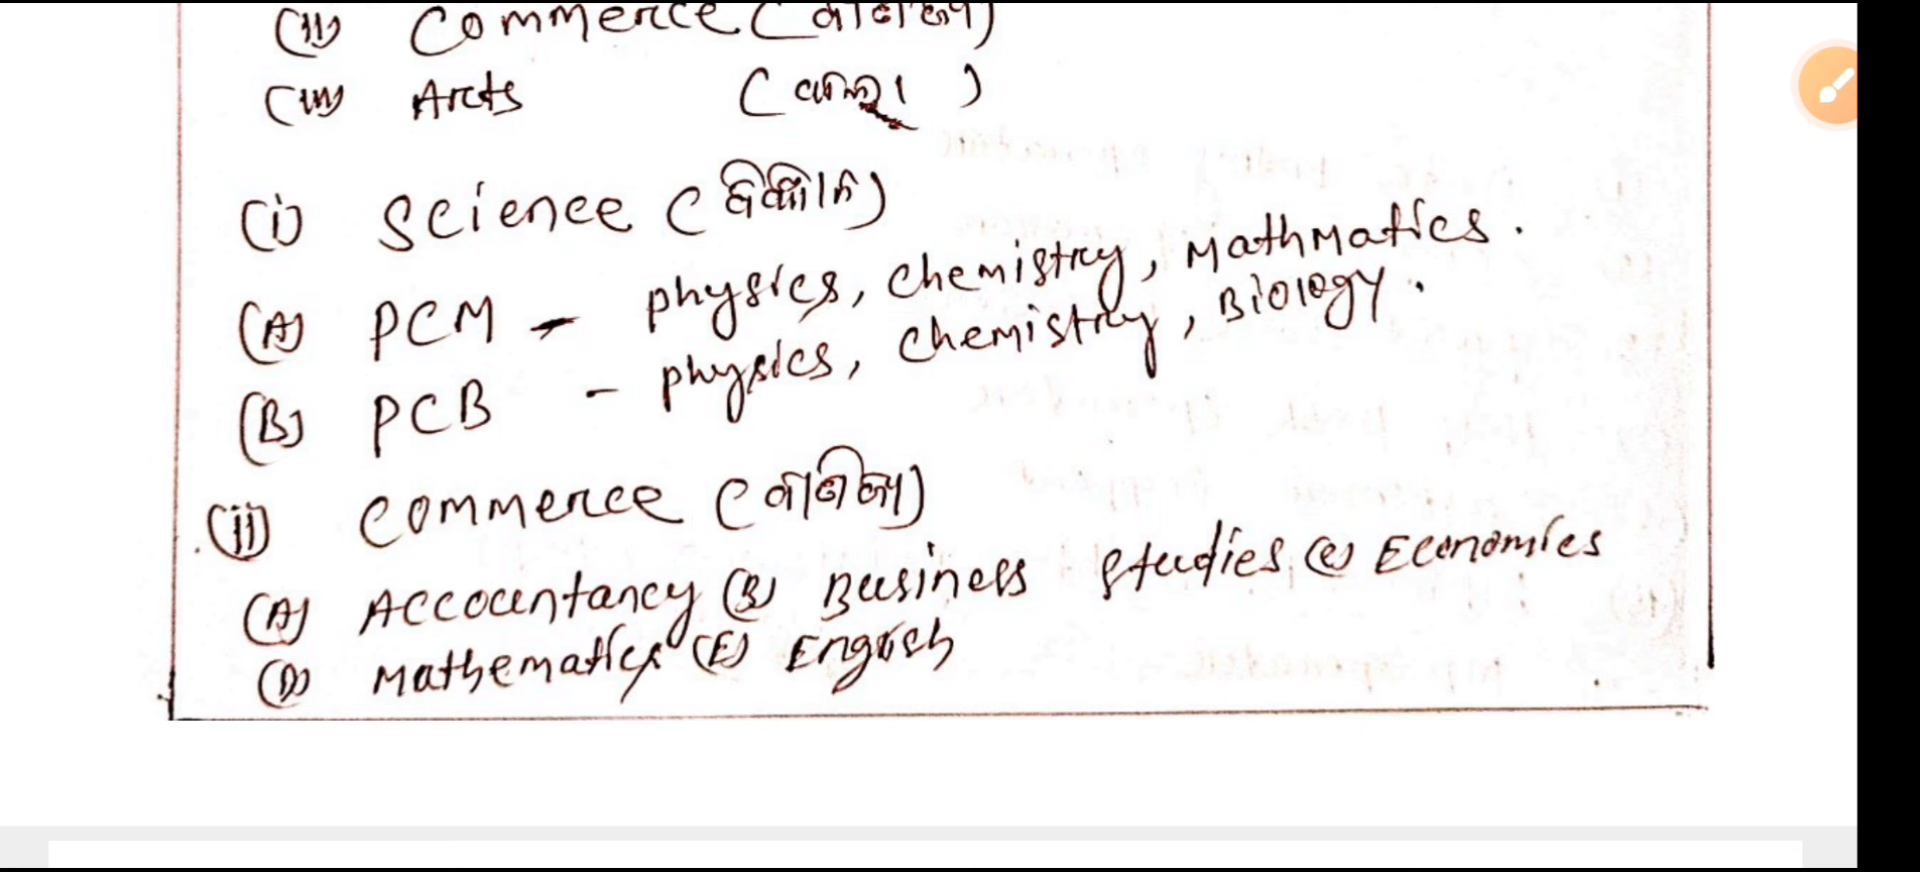 (ii) Commerce (ବାଣିଜ୍ୟ)
(iii) Arts (କଳା)
(i) Science (ବିଜ୍ଞାନ)
(A) PCM - physics, chemistry, Mathmatics.
(B) PCB - physics, chemistry, Biology.
(ii) Commerce (ବାଣିଜ୍ୟ)
(A) Accountancy (B) Business studies (C) Economics
(D) Mathematics (E) English